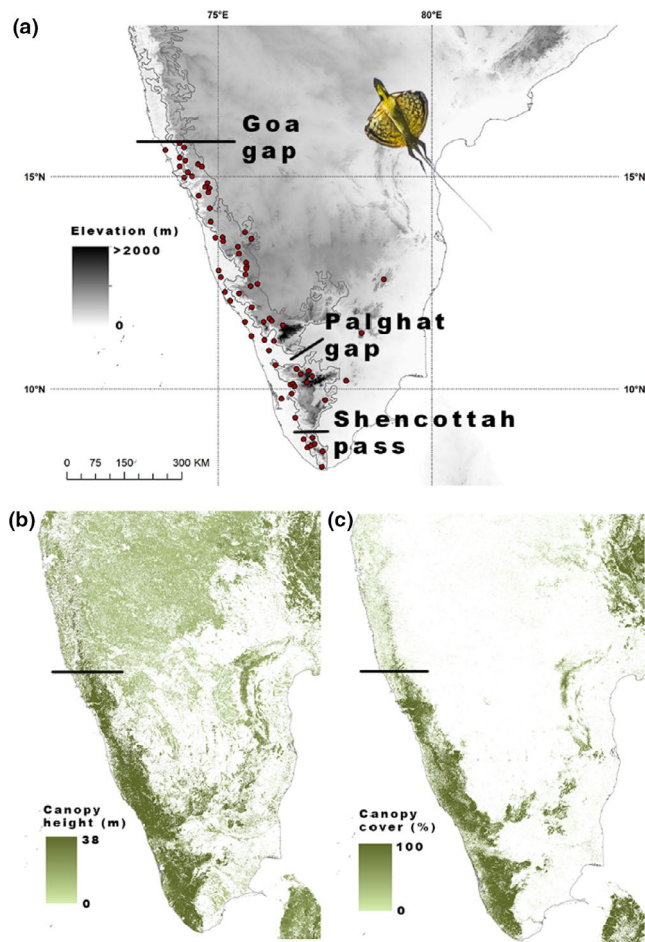 (a)
75°E
80°E
Goa
gap
15°N
15°N
Elevation (m)
>2000
0
Palghat
gap
10°N
10°N
Shencottah
pass
0 75 150 300 KM
(b)
(c)
Canopy
height (m)
38
0
Canopy
cover (%)
100
0